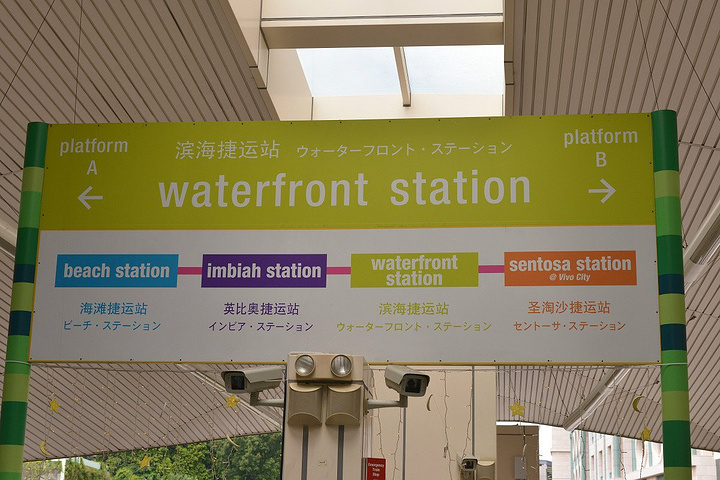 platform
A
←
滨海捷运站 ウォーターフロント・ステーション
platform
B
→
waterfront station
beach station
imbiah station
waterfront
station
sentosa station
@ Vivo City
海滩捷运站
英比奥捷运站
滨海捷运站
圣淘沙捷运站
ビーチ・ステーション
インビア・ステーション
ウォーターフロント・ステーション
セントーサ・ステーション
Emergency
Train
Stop